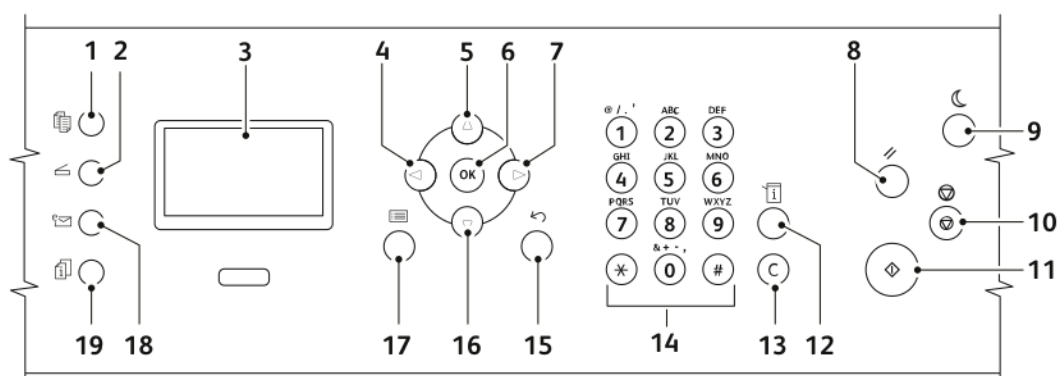 1 2 3 4 5 6 7 8
9
10
11
@ / . ' ABC DEF
1 2 3
GHI JKL MNO
4 5 6
PQRS TUV WXYZ
7 8 9
& + - ,
* 0 #
OK
i
C
i
19 18 17 16 15 14 13 12